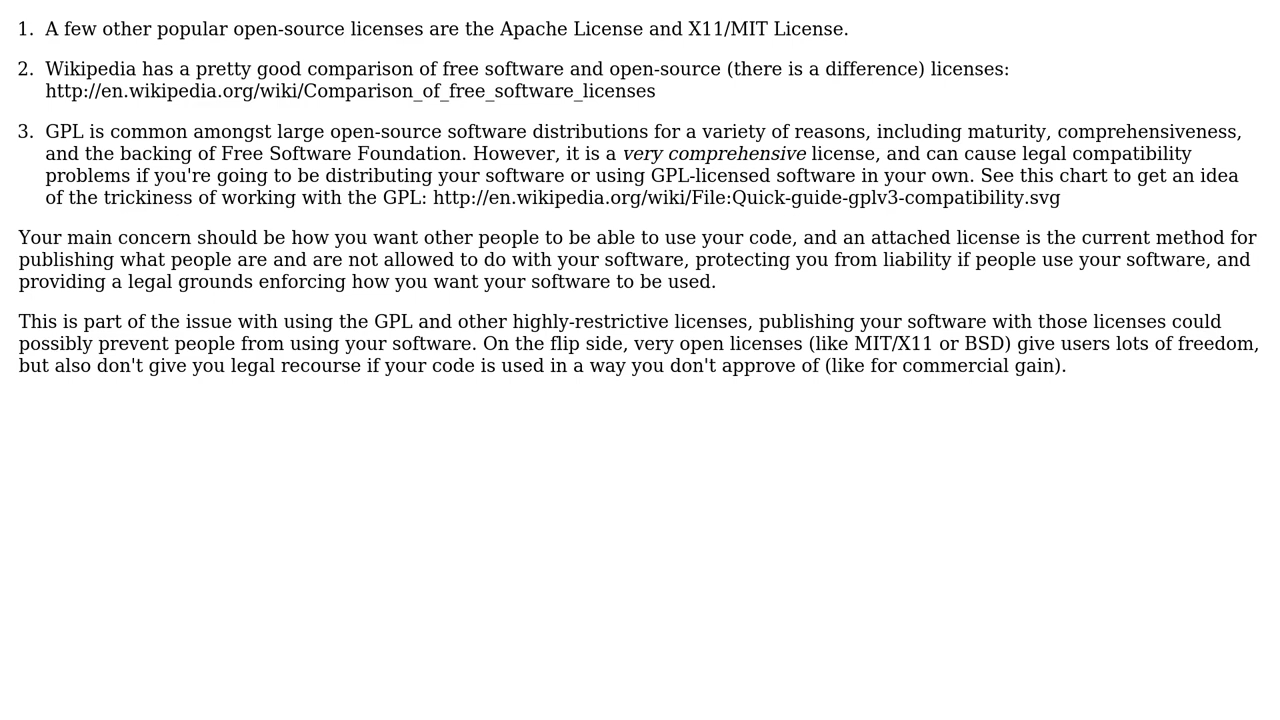 1. A few other popular open-source licenses are the Apache License and X11/MIT License.
2. Wikipedia has a pretty good comparison of free software and open-source (there is a difference) licenses:
http://en.wikipedia.org/wiki/Comparison_of_free_software_licenses
3. GPL is common amongst large open-source software distributions for a variety of reasons, including maturity, comprehensiveness,
and the backing of Free Software Foundation. However, it is a very comprehensive license, and can cause legal compatibility
problems if you're going to be distributing your software or using GPL-licensed software in your own. See this chart to get an idea
of the trickiness of working with the GPL: http://en.wikipedia.org/wiki/File:Quick-guide-gplv3-compatibility.svg
Your main concern should be how you want other people to be able to use your code, and an attached license is the current method for
publishing what people are and are not allowed to do with your software, protecting you from liability if people use your software, and
providing a legal grounds enforcing how you want your software to be used.
This is part of the issue with using the GPL and other highly-restrictive licenses, publishing your software with those licenses could
possibly prevent people from using your software. On the flip side, very open licenses (like MIT/X11 or BSD) give users lots of freedom,
but also don't give you legal recourse if your code is used in a way you don't approve of (like for commercial gain).